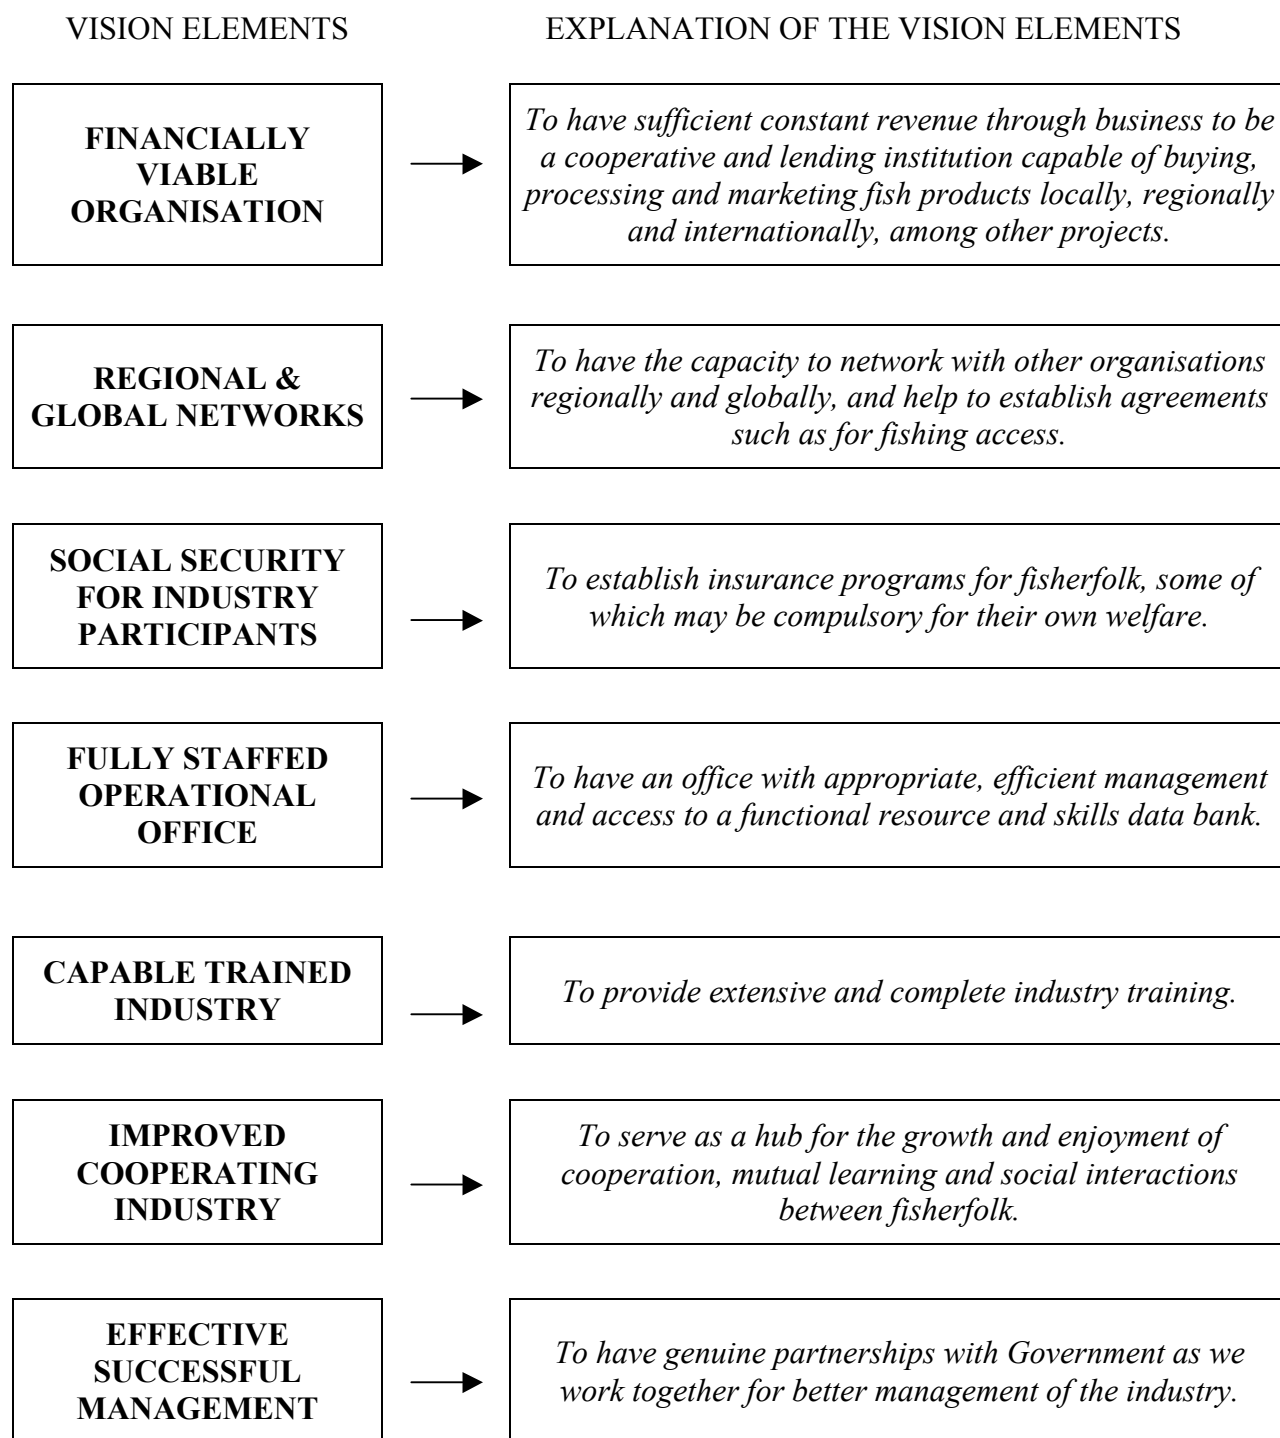 VISION ELEMENTS
EXPLANATION OF THE VISION ELEMENTS
FINANCIALLY
VIABLE
ORGANISATION
To have sufficient constant revenue through business to be
a cooperative and lending institution capable of buying,
processing and marketing fish products locally, regionally
and internationally, among other projects.
REGIONAL &
GLOBAL NETWORKS
To have the capacity to network with other organisations
regionally and globally, and help to establish agreements
such as for fishing access.
SOCIAL SECURITY
FOR INDUSTRY
PARTICIPANTS
To establish insurance programs for fisherfolk, some of
which may be compulsory for their own welfare.
FULLY STAFFED
OPERATIONAL
OFFICE
To have an office with appropriate, efficient management
and access to a functional resource and skills data bank.
CAPABLE TRAINED
INDUSTRY
To provide extensive and complete industry training.
IMPROVED
COOPERATING
INDUSTRY
To serve as a hub for the growth and enjoyment of
cooperation, mutual learning and social interactions
between fisherfolk.
EFFECTIVE
SUCCESSFUL
MANAGEMENT
To have genuine partnerships with Government as we
work together for better management of the industry.